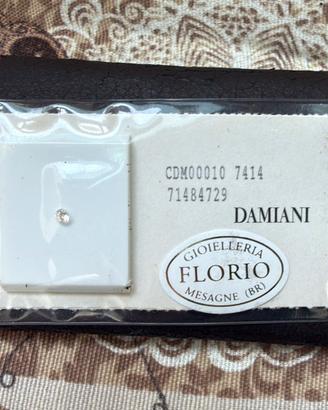 CDM00010 7414
71484729
DAMIANI
GIOIELLERIA
FLORIO
MESAGNE (BR)